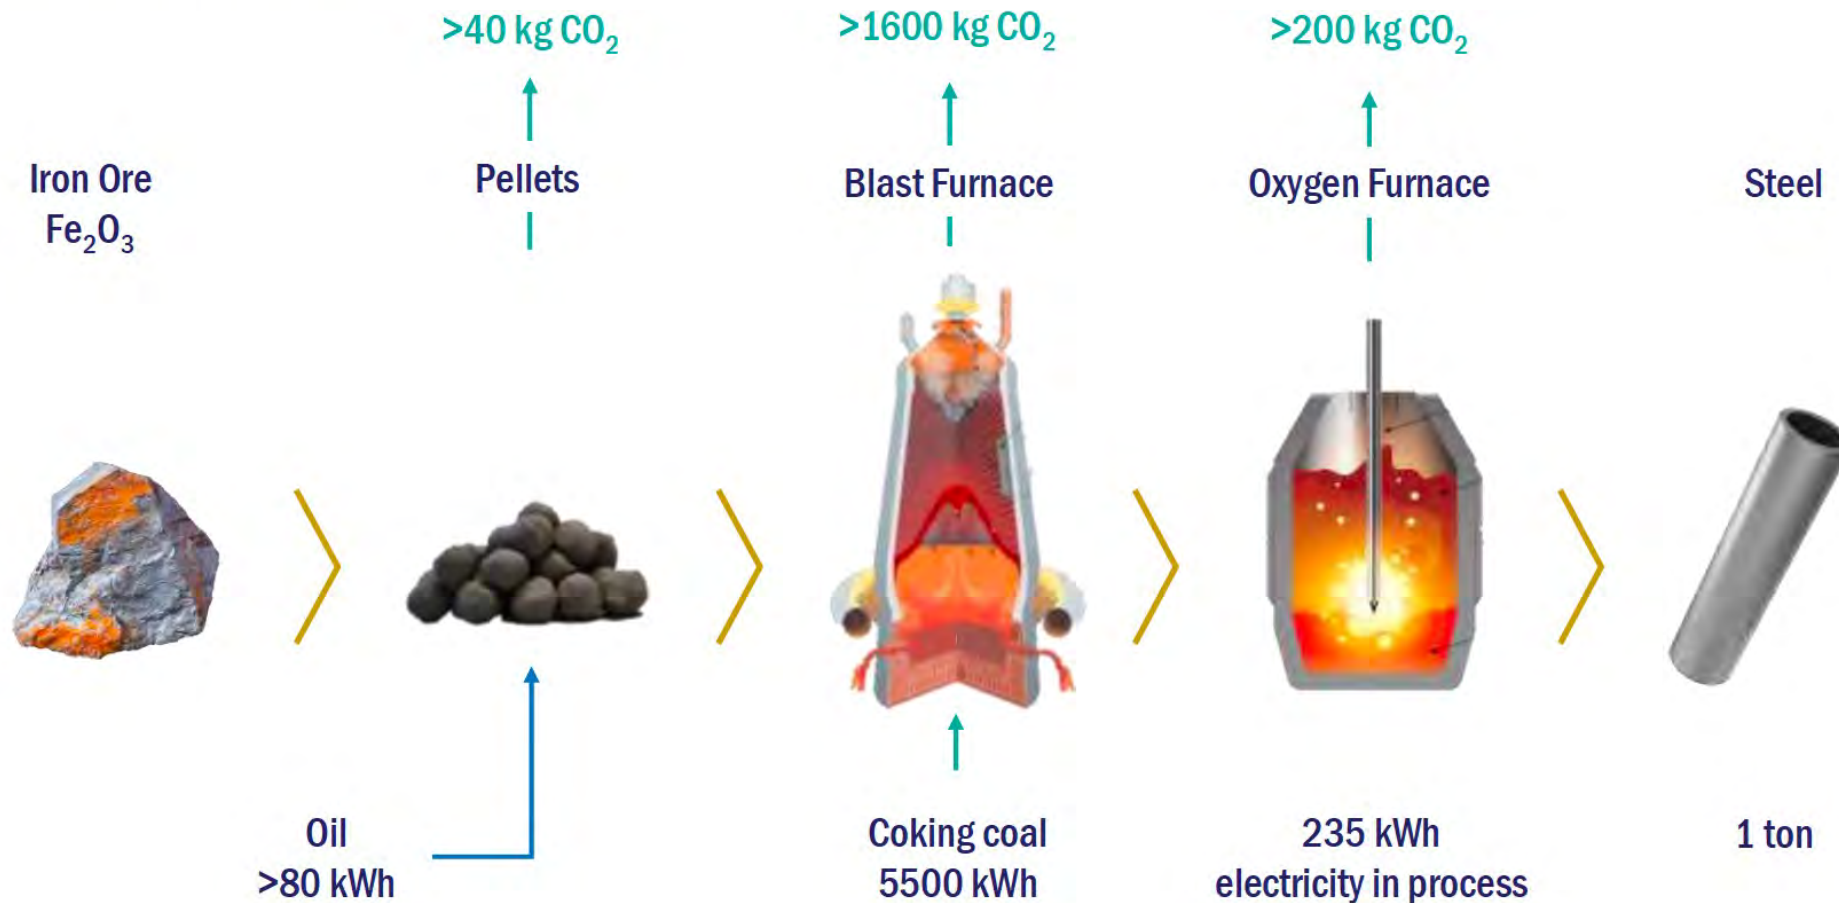 >40 kg CO₂
>1600 kg CO₂
>200 kg CO₂
Iron Ore
Fe₂O₃
Pellets
Blast Furnace
Oxygen Furnace
Steel
Oil
>80 kWh
Coking coal
5500 kWh
235 kWh
electricity in process
1 ton